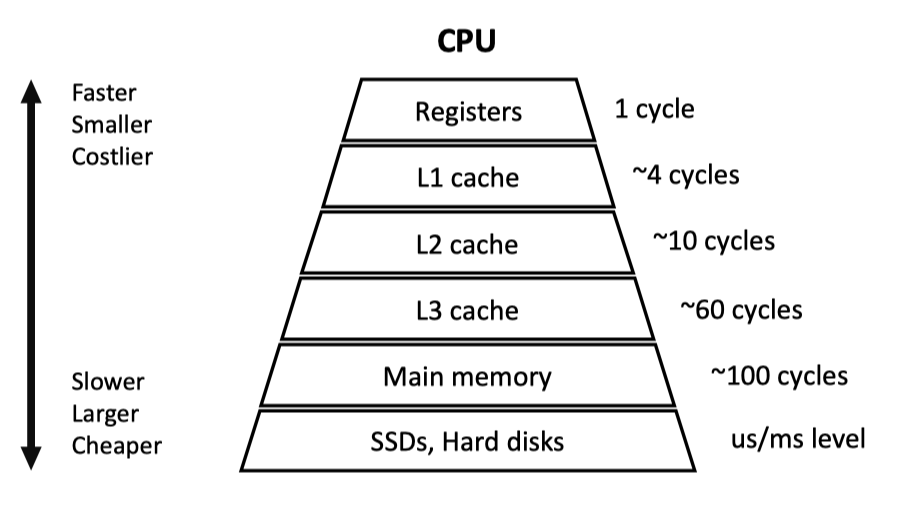 CPU
Faster
Smaller
Costlier
Registers
1 cycle
L1 cache
~4 cycles
L2 cache
~10 cycles
L3 cache
~60 cycles
Main memory
~100 cycles
Slower
Larger
Cheaper
SSDs, Hard disks
us/ms level